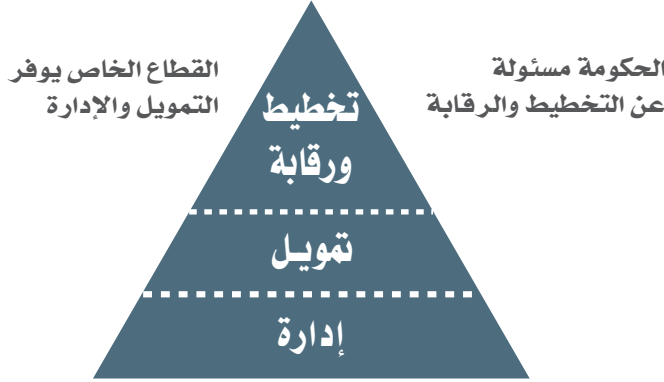 الحكومة مسئولة
عن التخطيط والرقابة
القطاع الخاص يوفر
التمويل والإدارة
تخطيط
ورقابة
تمويل
إدارة